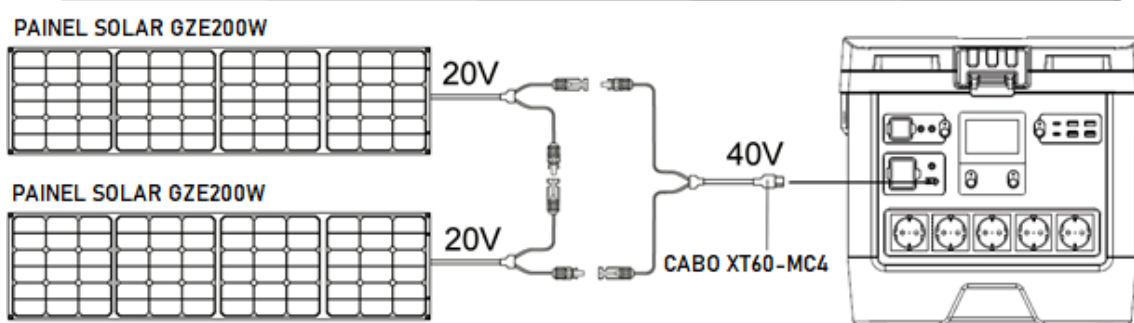 PAINEL SOLAR GZE200W
20V
40V
PAINEL SOLAR GZE200W
20V
CABO XT60-MC4